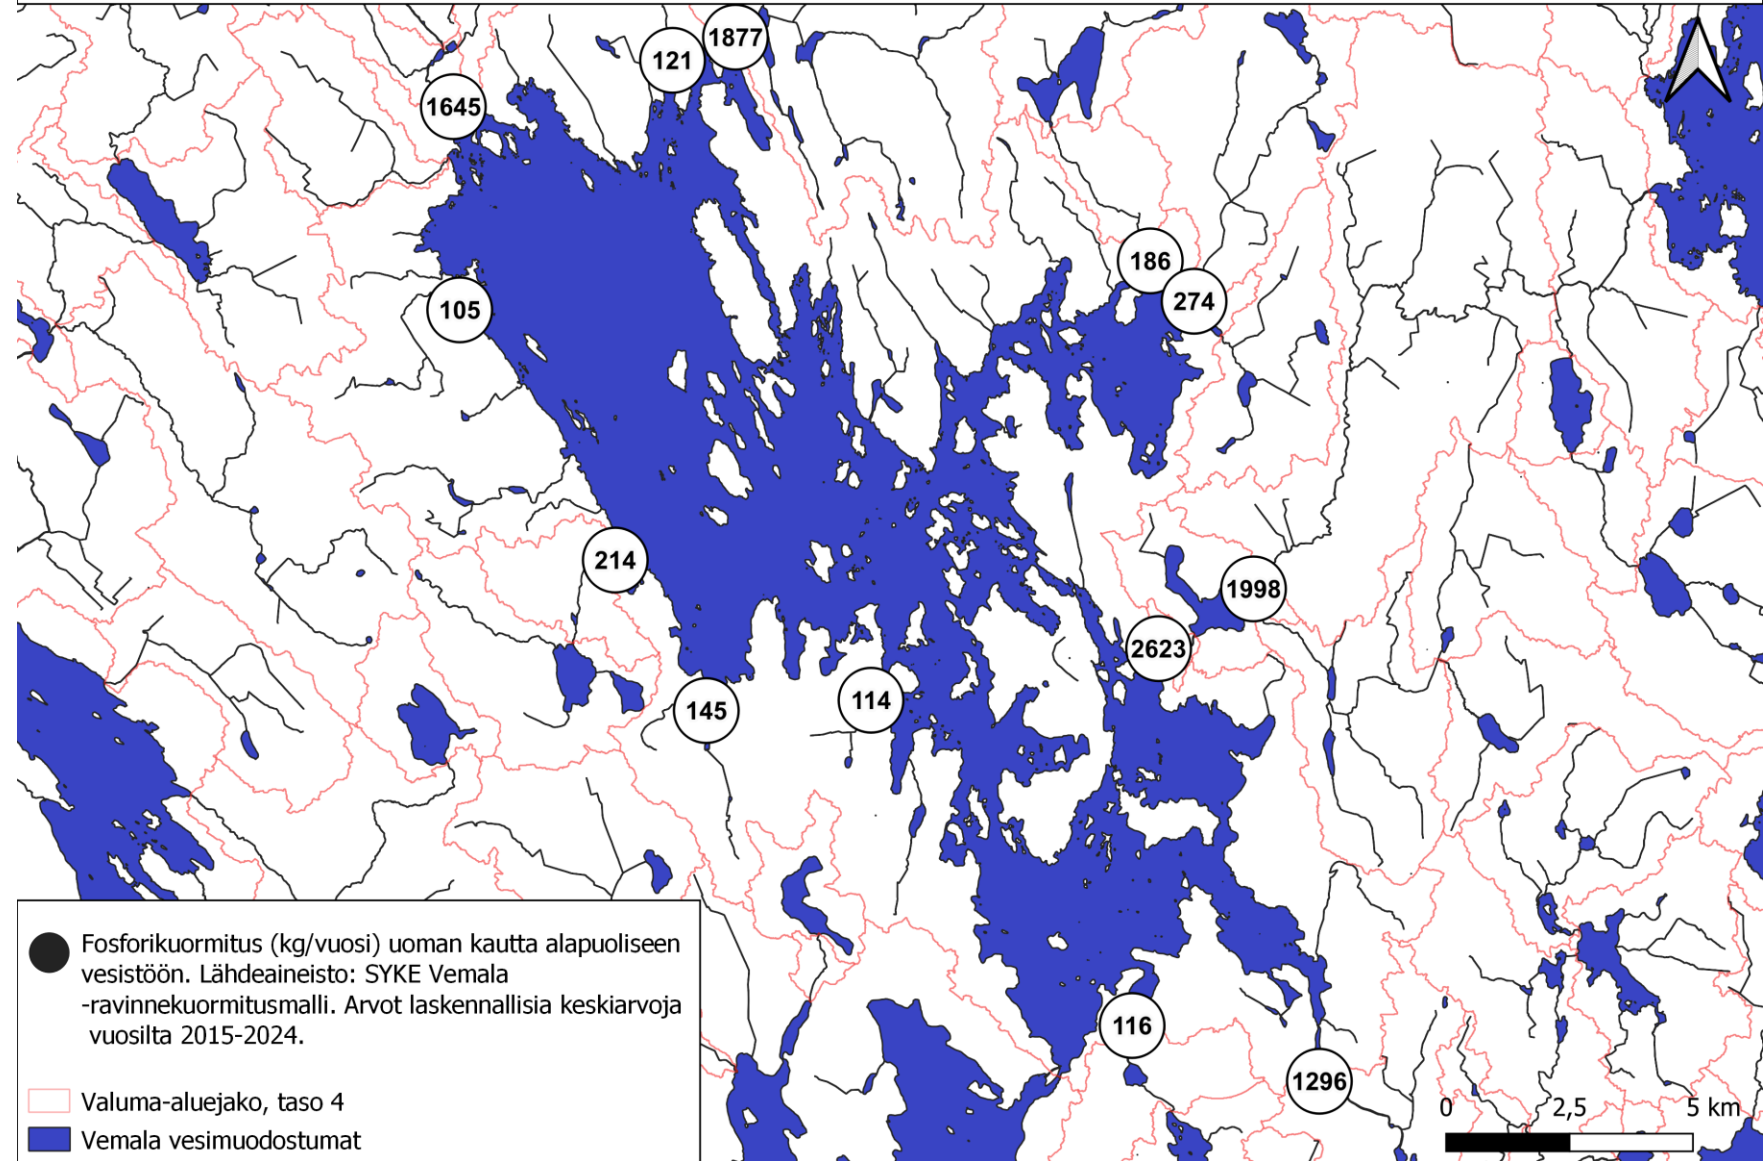 1877
121
1645
186
274
105
214
1998
2623
145
114
116
1296
Fosforikuormitus (kg/vuosi) uoman kautta alapuoliseen
vesistöön. Lähdeaineisto: SYKE Vemala
-ravinnekuormitusmalli. Arvot laskennallisia keskiarvoja
vuosilta 2015-2024.
Valuma-aluejako, taso 4
Vemala vesimuodostumat
0 2,5 5 km